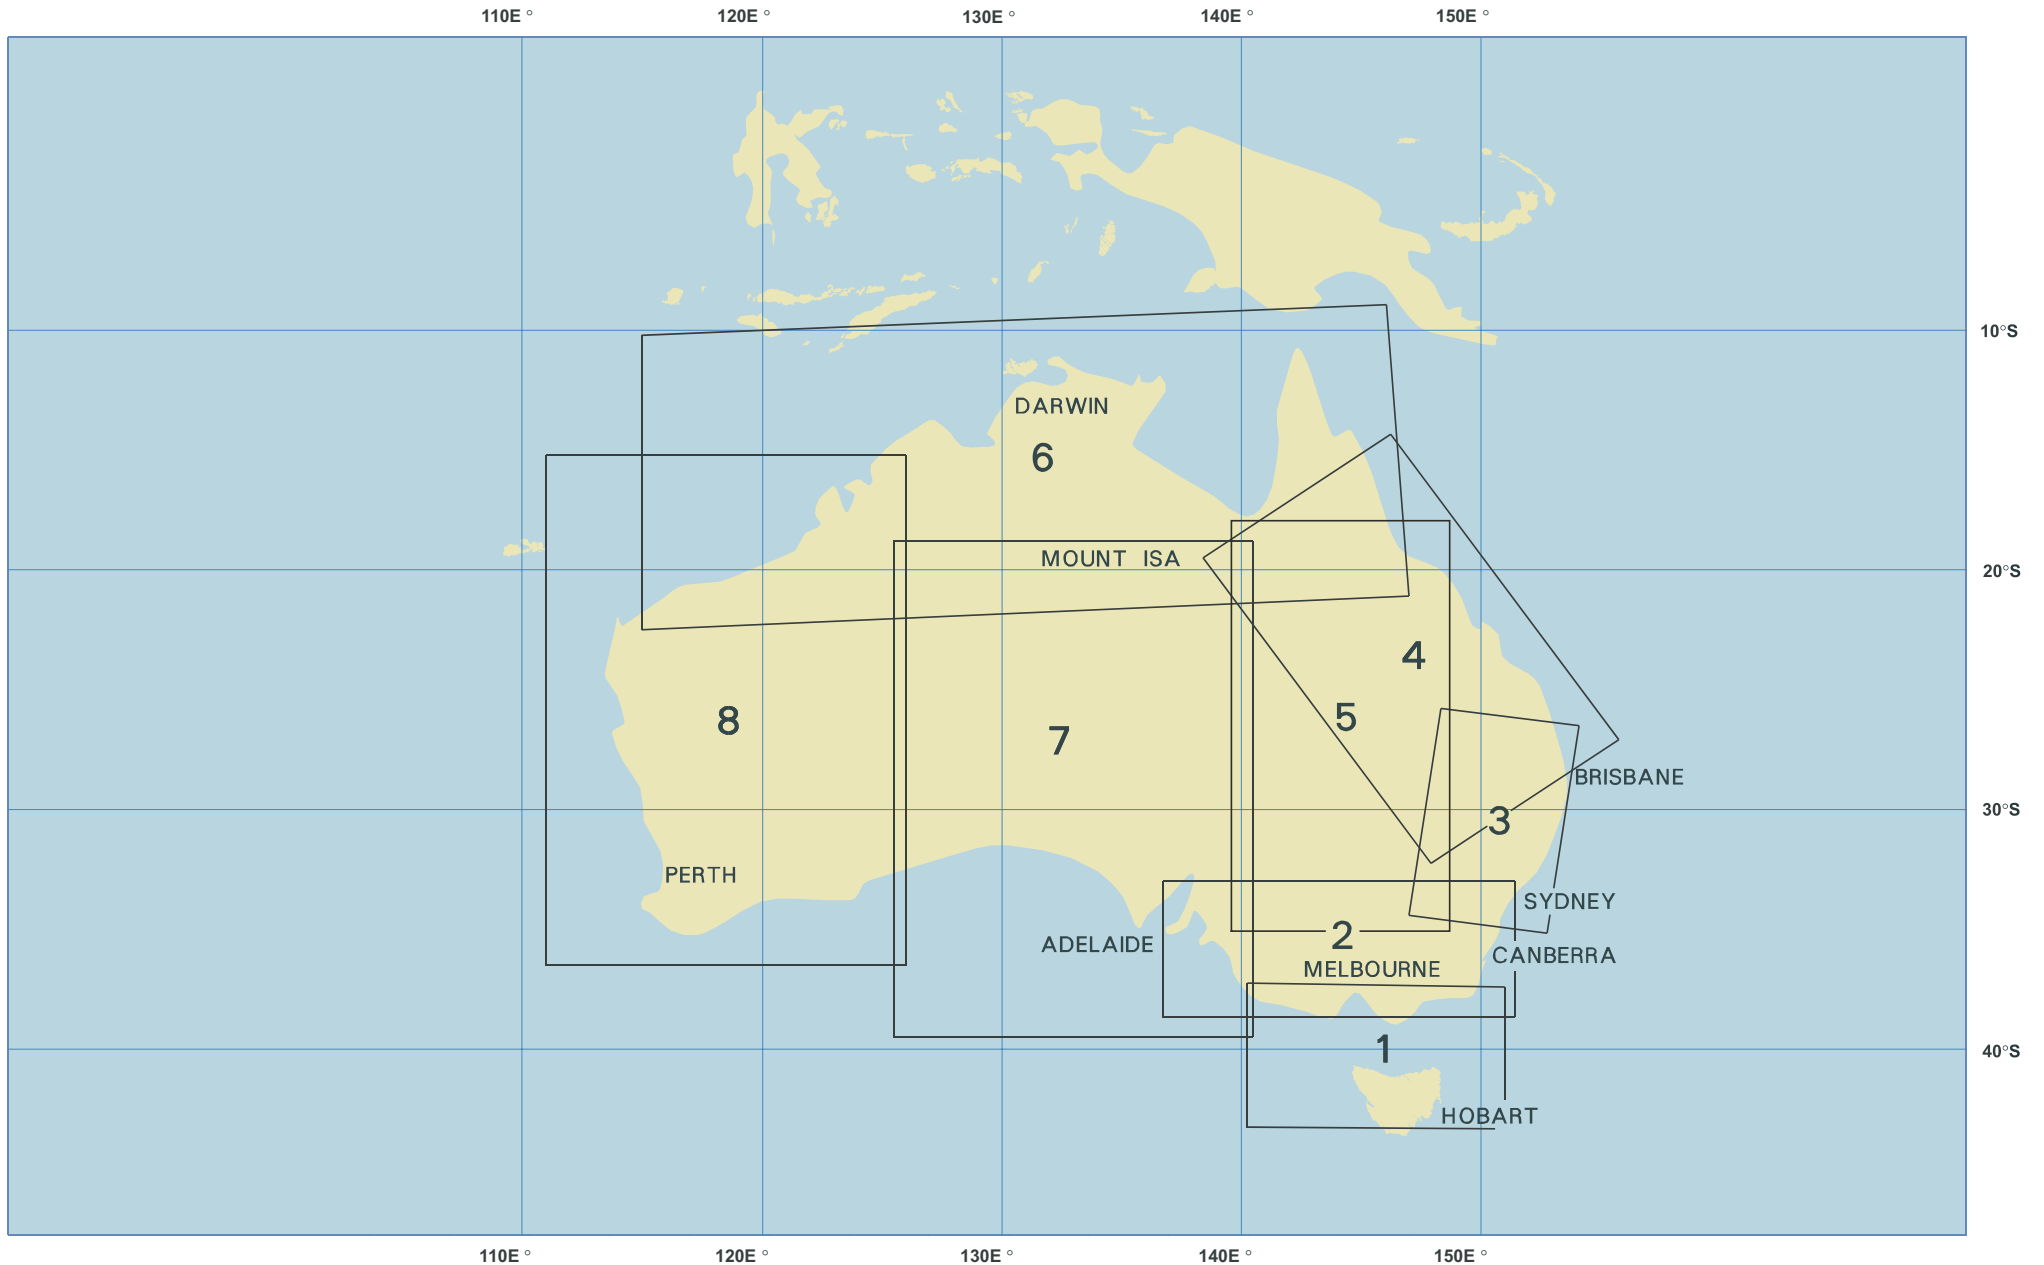 110E °
120E °
130E °
140E °
150E °
10°S
DARWIN
6
MOUNT ISA
20°S
4
5
8
7
BRISBANE
30°S
3
PERTH
SYDNEY
2
ADELAIDE
CANBERRA
MELBOURNE
1
40°S
HOBART
110E °
120E °
130E °
140E °
150E °